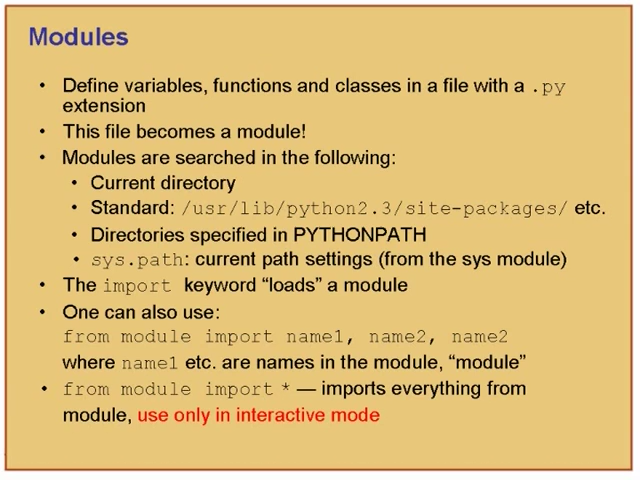 Modules
• Define variables, functions and classes in a file with a .py
extension
• This file becomes a module!
• Modules are searched in the following:
• Current directory
• Standard: /usr/lib/python2.3/site-packages/ etc.
• Directories specified in PYTHONPATH
• sys.path: current path settings (from the sys module)
• The import keyword “loads” a module
• One can also use:
from module import name1, name2, name2
where name1 etc. are names in the module, “module”
• from module import * — imports everything from
module, use only in interactive mode